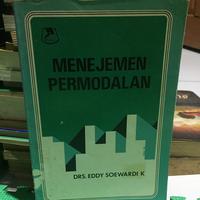 MENEJEMEN
PERMODALAN
DRS. EDDY SOEWARDI K